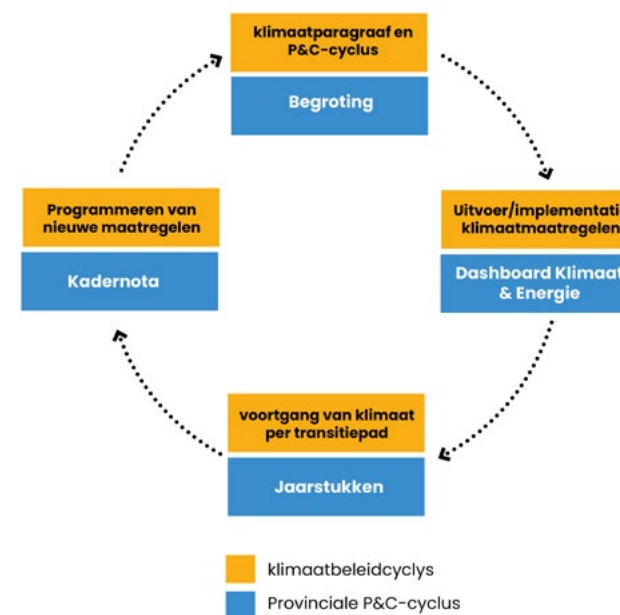 klimaatparagraaf en
P&C-cyclus
Begroting
Programmeren van
nieuwe maatregelen
Kadernota
Uitvoer/implementati
klimaatmaatregelen
Dashboard Klimaat
& Energie
voortgang van klimaat
per transitiepad
Jaarstukken
klimaatbeleidcyclys
Provinciale P&C-cyclus